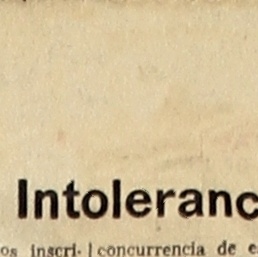 Intoleranc
os inscri- | concurrencia de e